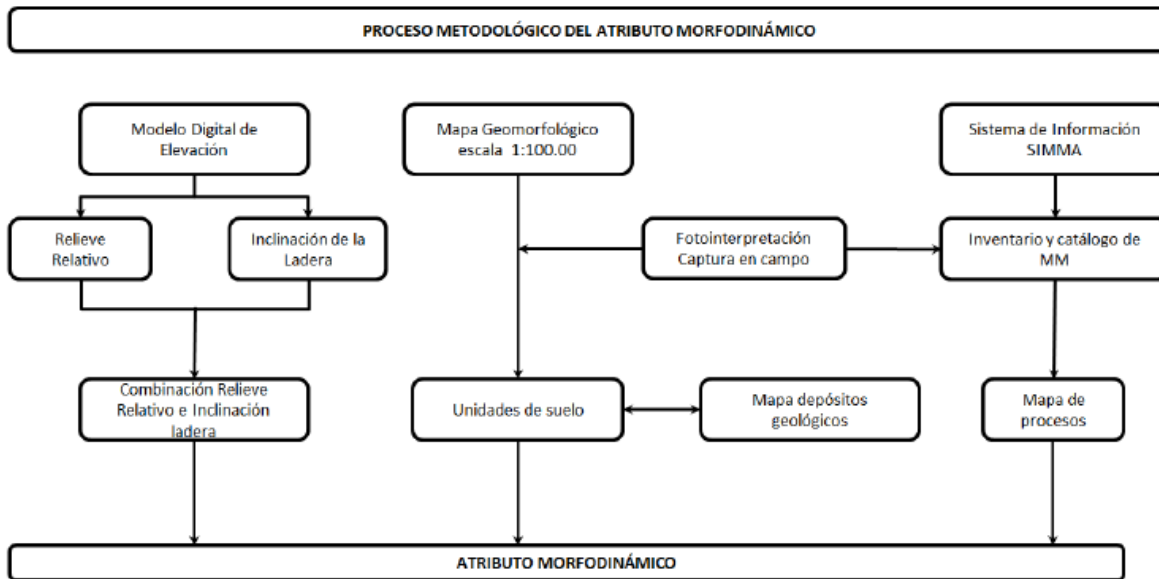 PROCESO METODOLÓGICO DEL ATRIBUTO MORFODINÁMICO
Modelo Digital de
Elevación
Mapa Geomorfológico
escala 1:100.00
Sistema de Información
SIMMA
Relieve
Relativo
Inclinación de la
Ladera
Fotointerpretación
Captura en campo
Inventario y catálogo de
MM
Combinación Relieve
Relativo e Inclinación
ladera
Unidades de suelo
Mapa depósitos
geológicos
Mapa de
procesos
ATRIBUTO MORFODINÁMICO